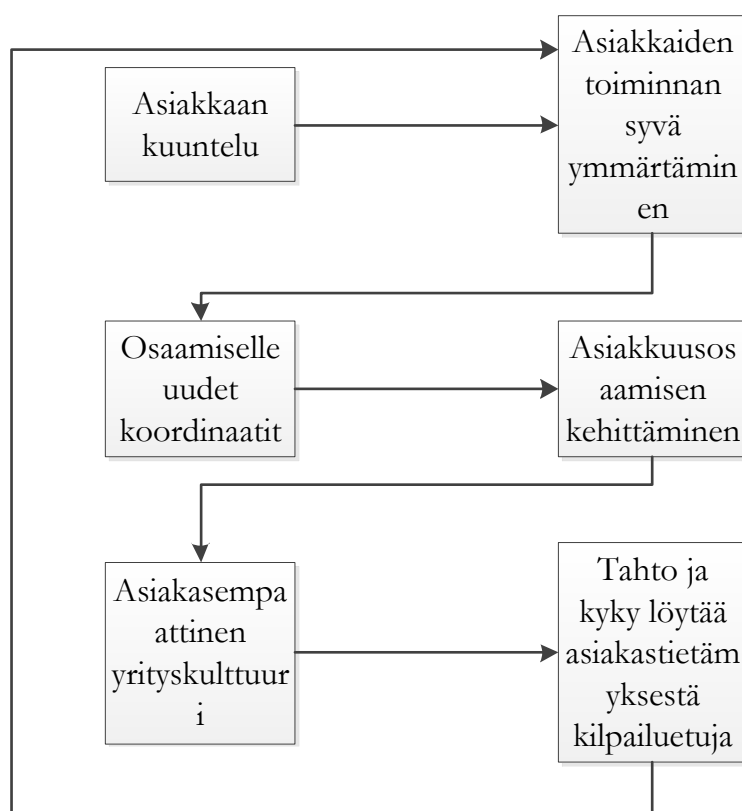 Asiakkaan
kuuntelu
Asiakkaiden
toiminnan
syvä
ymmärtämin
en
Osaamiselle
uudet
koordinaatit
Asiakkuusos
aamisen
kehittäminen
Asiakasempa
attinen
yrityskulttuur
i
Tahto ja
kyky löytää
asiakastietäm
yksestä
kilpailuetuja